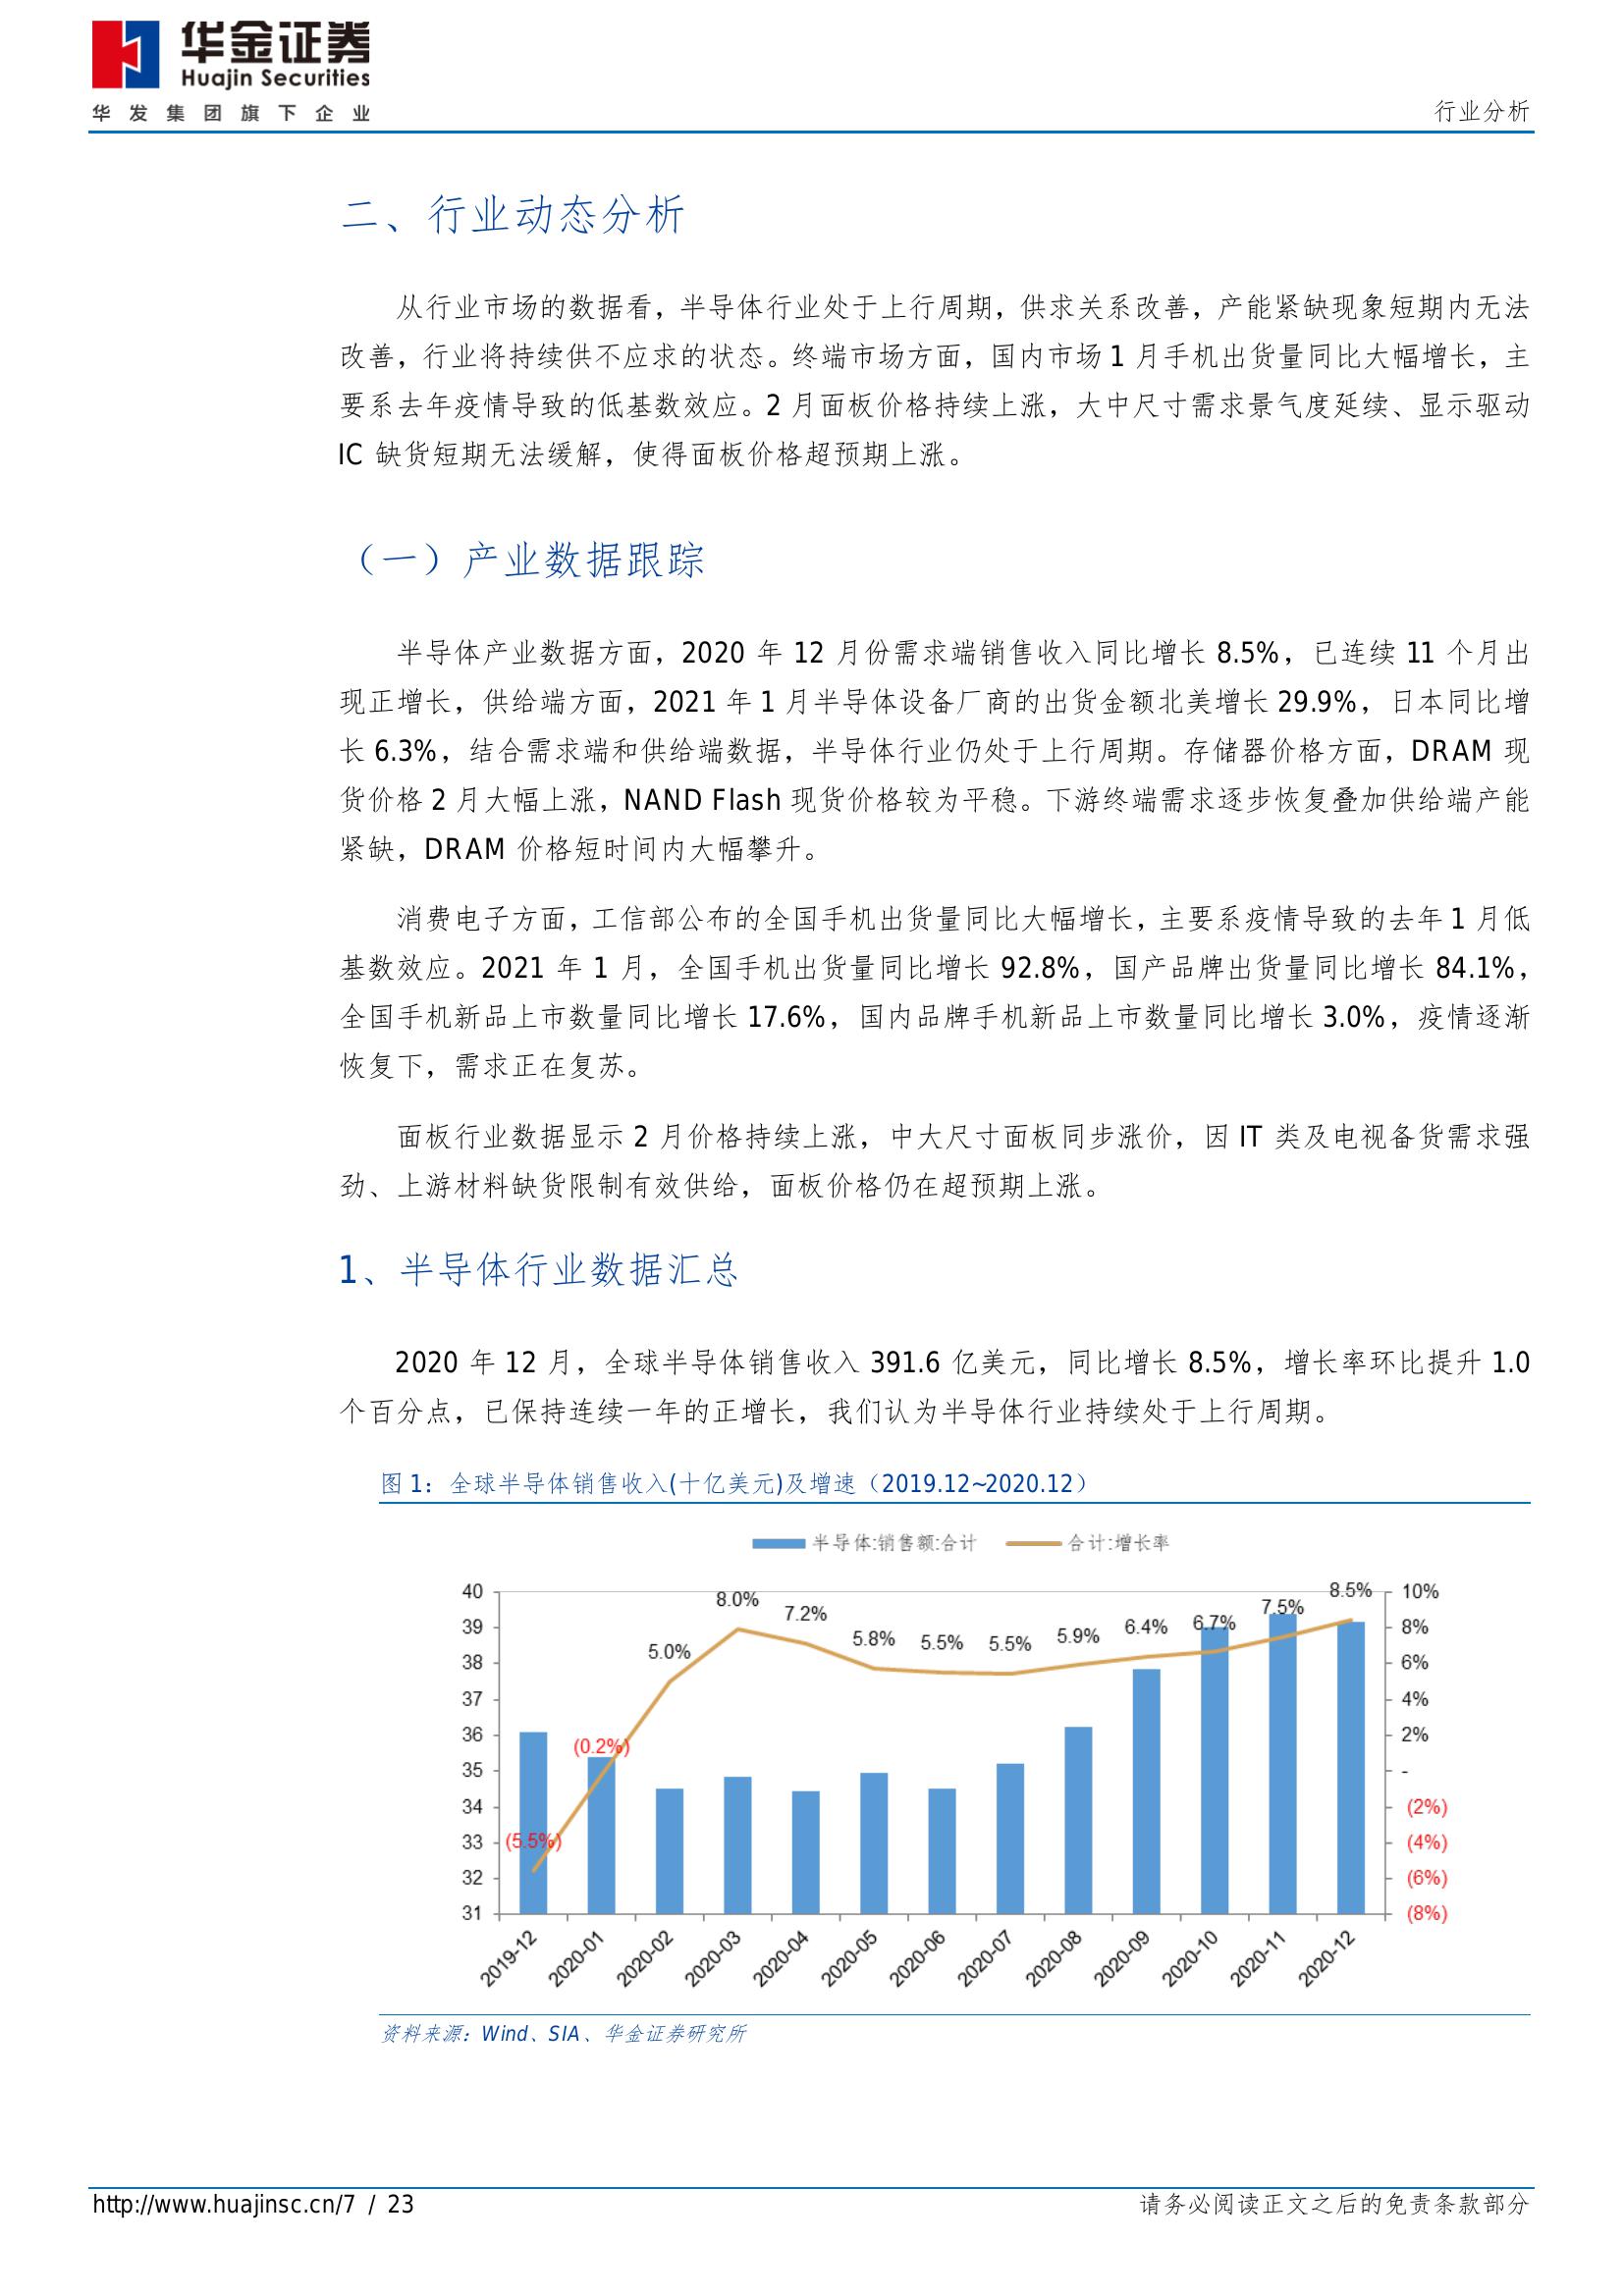 华金证券
Huajin Securities
华发集团旗下企业
行业分析
二、行业动态分析
从行业市场的数据看，半导体行业处于上行周期，供求关系改善，产能紧缺现象短期内无法
改善，行业将持续供不应求的状态。终端市场方面，国内市场 1 月手机出货量同比大幅增长，主
要系去年疫情导致的低基数效应。2 月面板价格持续上涨，大中尺寸需求景气度延续、显示驱动
IC 缺货短期无法缓解，使得面板价格超预期上涨。
（一）产业数据跟踪
半导体产业数据方面，2020 年 12 月份需求端销售收入同比增长 8.5%，已连续 11 个月出
现正增长，供给端方面，2021 年 1 月半导体设备厂商的出货金额北美增长 29.9%，日本同比增
长 6.3%，结合需求端和供给端数据，半导体行业仍处于上行周期。存储器价格方面，DRAM 现
货价格 2 月大幅上涨，NAND Flash 现货价格较为平稳。下游终端需求逐步恢复叠加供给端产能
紧缺，DRAM 价格短时间内大幅攀升。
消费电子方面，工信部公布的全国手机出货量同比大幅增长，主要系疫情导致的去年 1 月低
基数效应。2021 年 1 月，全国手机出货量同比增长 92.8%，国产品牌出货量同比增长 84.1%，
全国手机新品上市数量同比增长 17.6%，国内品牌手机新品上市数量同比增长 3.0%，疫情逐渐
恢复下，需求正在复苏。
面板行业数据显示 2 月价格持续上涨，中大尺寸面板同步涨价，因 IT 类及电视备货需求强
劲、上游材料缺货限制有效供给，面板价格仍在超预期上涨。
1、半导体行业数据汇总
2020 年 12 月，全球半导体销售收入 391.6 亿美元，同比增长 8.5%，增长率环比提升 1.0
个百分点，已保持连续一年的正增长，我们认为半导体行业持续处于上行周期。
图 1：全球半导体销售收入(十亿美元)及增速（2019.12~2020.12）
半导体:销售额:合计 合计:增长率
40
39
38
37
36
35
34
33
32
31
(5.5%)
(0.2%)
5.0%
8.0%
7.2%
5.8%
5.5%
5.5%
5.9%
6.4%
6.7%
7.5%
8.5%
10%
8%
6%
4%
2%
-
(2%)
(4%)
(6%)
(8%)
2019-12
2020-01
2020-02
2020-03
2020-04
2020-05
2020-06
2020-07
2020-08
2020-09
2020-10
2020-11
2020-12
资料来源：Wind、SIA、华金证券研究所
http://www.huajinsc.cn/7 / 23
请务必阅读正文之后的免责条款部分